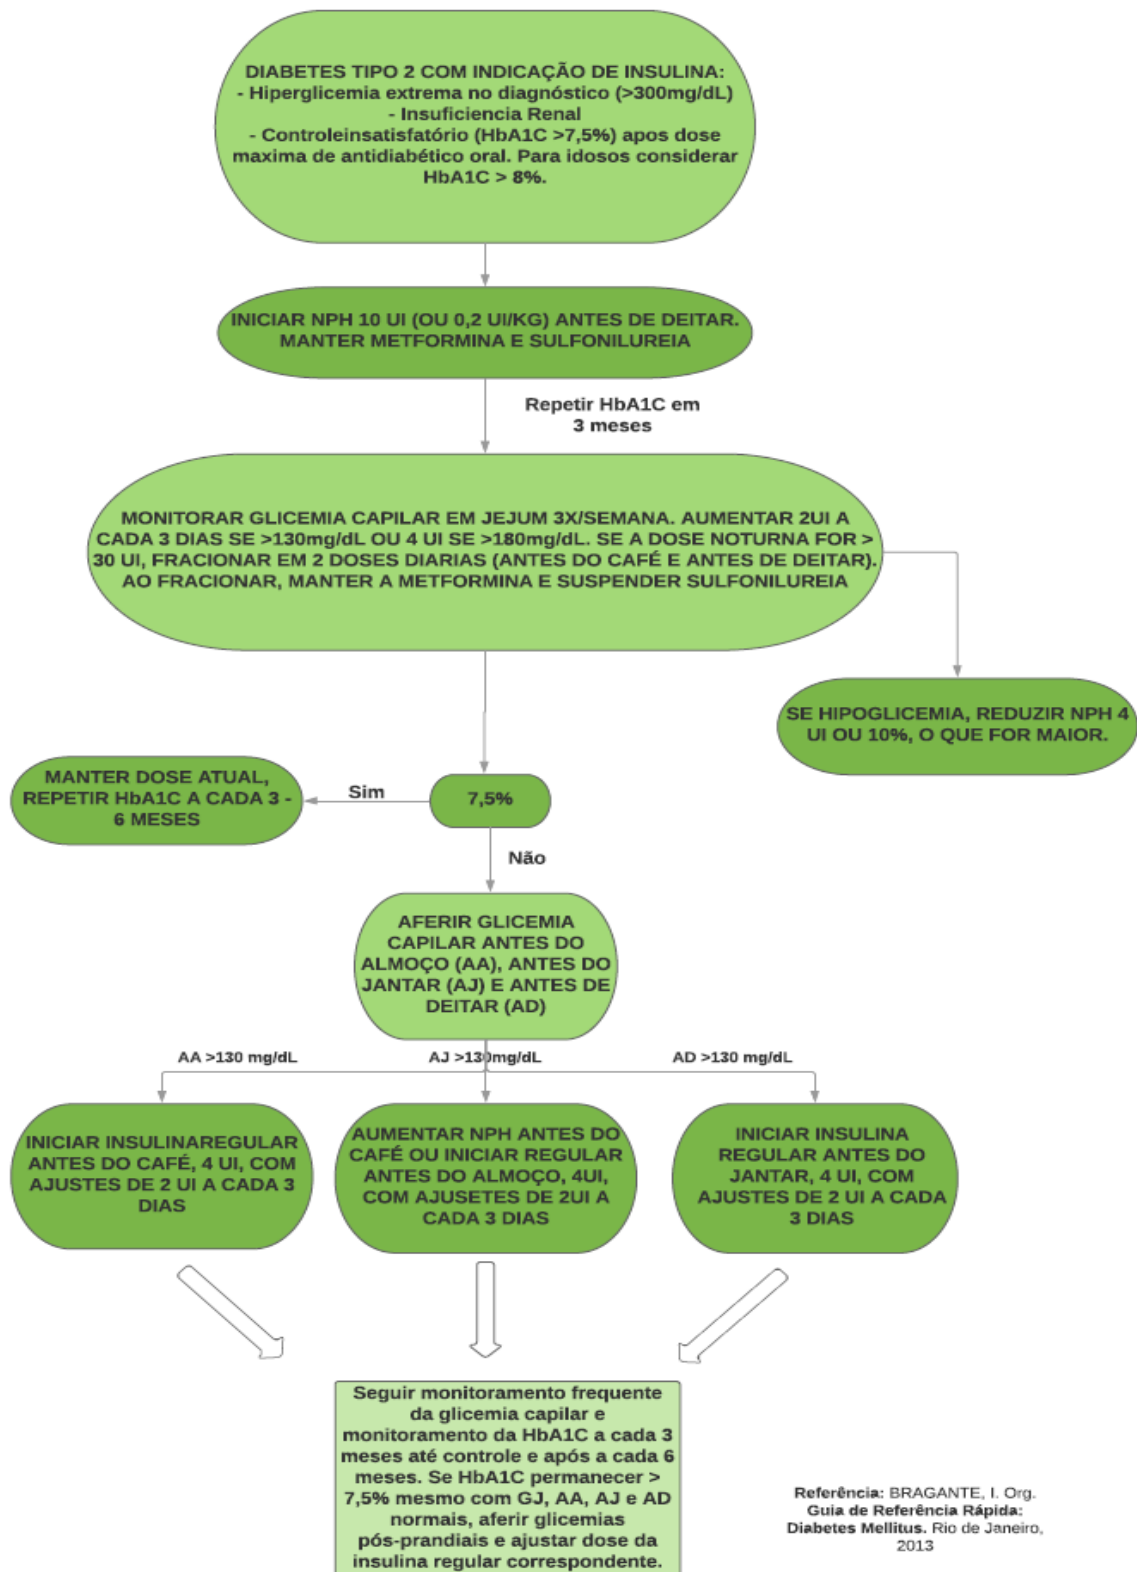 DIABETES TIPO 2 COM INDICAÇÃO DE INSULINA:
- Hiperglicemia extrema no diagnóstico (>300mg/dL)
- Insuficiencia Renal
- Controleinsatisfatório (HbA1C >7,5%) apos dose
maxima de antidiabético oral. Para idosos considerar
HbA1C > 8%.
INICIAR NPH 10 UI (OU 0,2 UI/KG) ANTES DE DEITAR.
MANTER METFORMINA E SULFONILUREIA
Repetir HbA1C em
3 meses
MONITORAR GLICEMIA CAPILAR EM JEJUM 3X/SEMANA. AUMENTAR 2UI A
CADA 3 DIAS SE >130mg/dL OU 4 UI SE >180mg/dL. SE A DOSE NOTURNA FOR >
30 UI, FRACIONAR EM 2 DOSES DIARIAS (ANTES DO CAFÉ E ANTES DE DEITAR).
AO FRACIONAR, MANTER A METFORMINA E SUSPENDER SULFONILUREIA
SE HIPOGLICEMIA, REDUZIR NPH 4
UI OU 10%, O QUE FOR MAIOR.
MANTER DOSE ATUAL,
REPETIR HbA1C A CADA 3 -
6 MESES
Sim
7,5%
Não
AFERIR GLICEMIA
CAPILAR ANTES DO
ALMOÇO (AA), ANTES DO
JANTAR (AJ) E ANTES DE
DEITAR (AD)
AA >130 mg/dL
AJ >130mg/dL
AD >130 mg/dL
INICIAR INSULINAREGULAR
ANTES DO CAFÉ, 4 UI, COM
AJUSTES DE 2 UI A CADA 3
DIAS
AUMENTAR NPH ANTES DO
CAFÉ OU INICIAR REGULAR
ANTES DO ALMOÇO, 4UI,
COM AJUSETES DE 2UI A
CADA 3 DIAS
INICIAR INSULINA
REGULAR ANTES DO
JANTAR, 4 UI, COM
AJUSTES DE 2 UI A CADA
3 DIAS
Seguir monitoramento frequente
da glicemia capilar e
monitoramento da HbA1C a cada 3
meses até controle e após a cada 6
meses. Se HbA1C permanecer >
7,5% mesmo com GJ, AA, AJ e AD
normais, aferir glicemias
pós-prandiais e ajustar dose da
insulina regular correspondente.
Referência: BRAGANTE, I. Org.
Guia de Referência Rápida:
Diabetes Mellitus. Rio de Janeiro,
2013